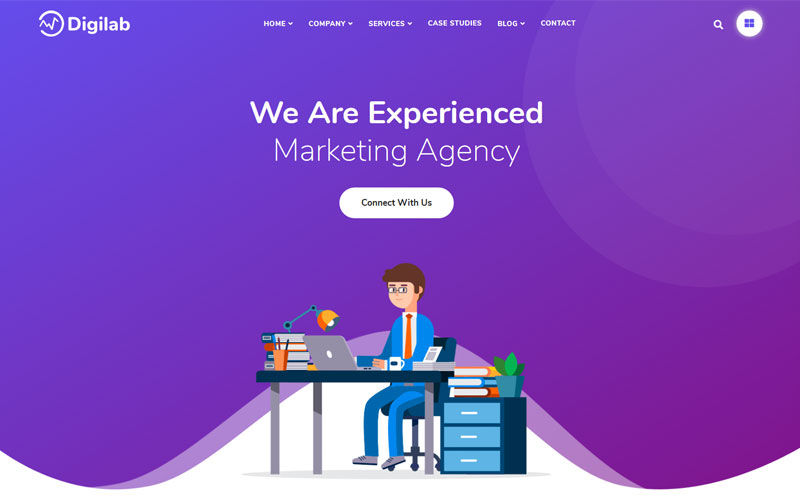 Digilab
HOME
COMPANY
SERVICES
CASE STUDIES
BLOG
CONTACT
We Are Experienced
Marketing Agency
Connect With Us